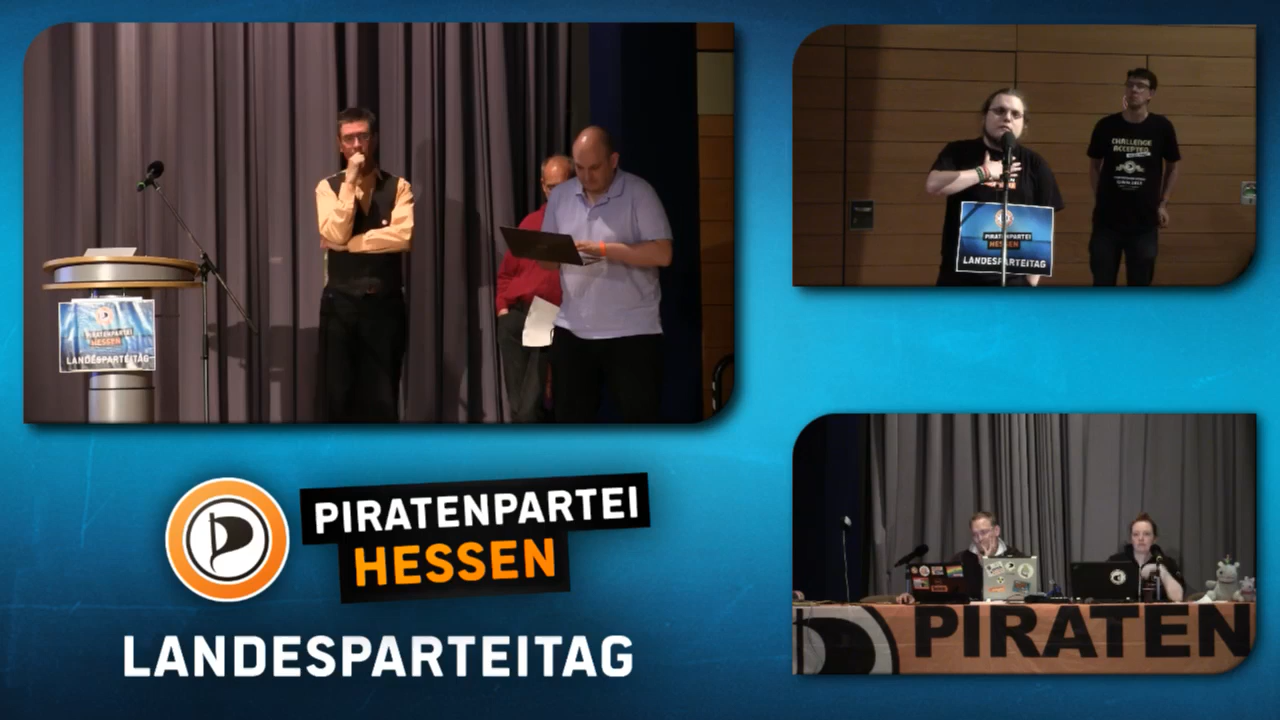 PIRATENPARTEI
HESSEN
LANDESPARTEITAG
CHALLENGE
ACCEPTED
PIRATENPARTEI
HESSEN
LANDESPARTEITAG
PIRATEN
PIRATENPARTEI
HESSEN
LANDESPARTEITAG